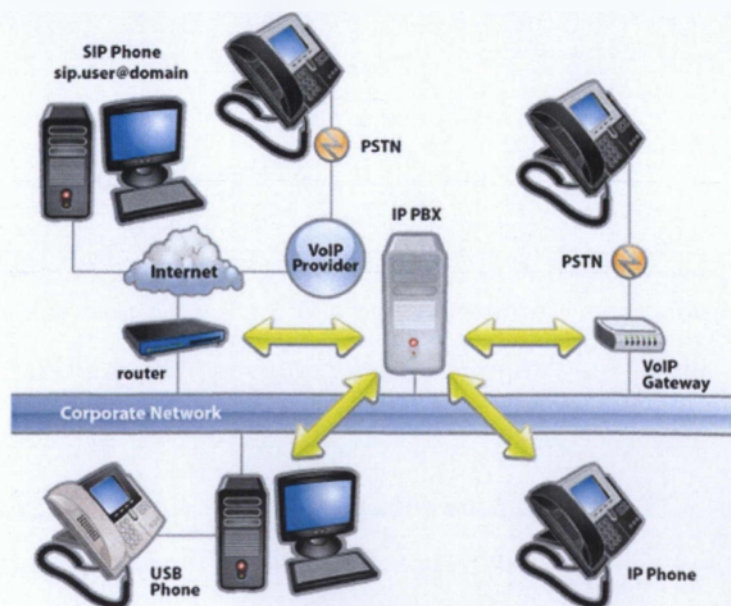 SIP Phone
sip.user@domain
PSTN
IP PBX
VoIP
Provider
Internet
PSTN
router
VoIP
Gateway
Corporate Network
USB
Phone
IP Phone